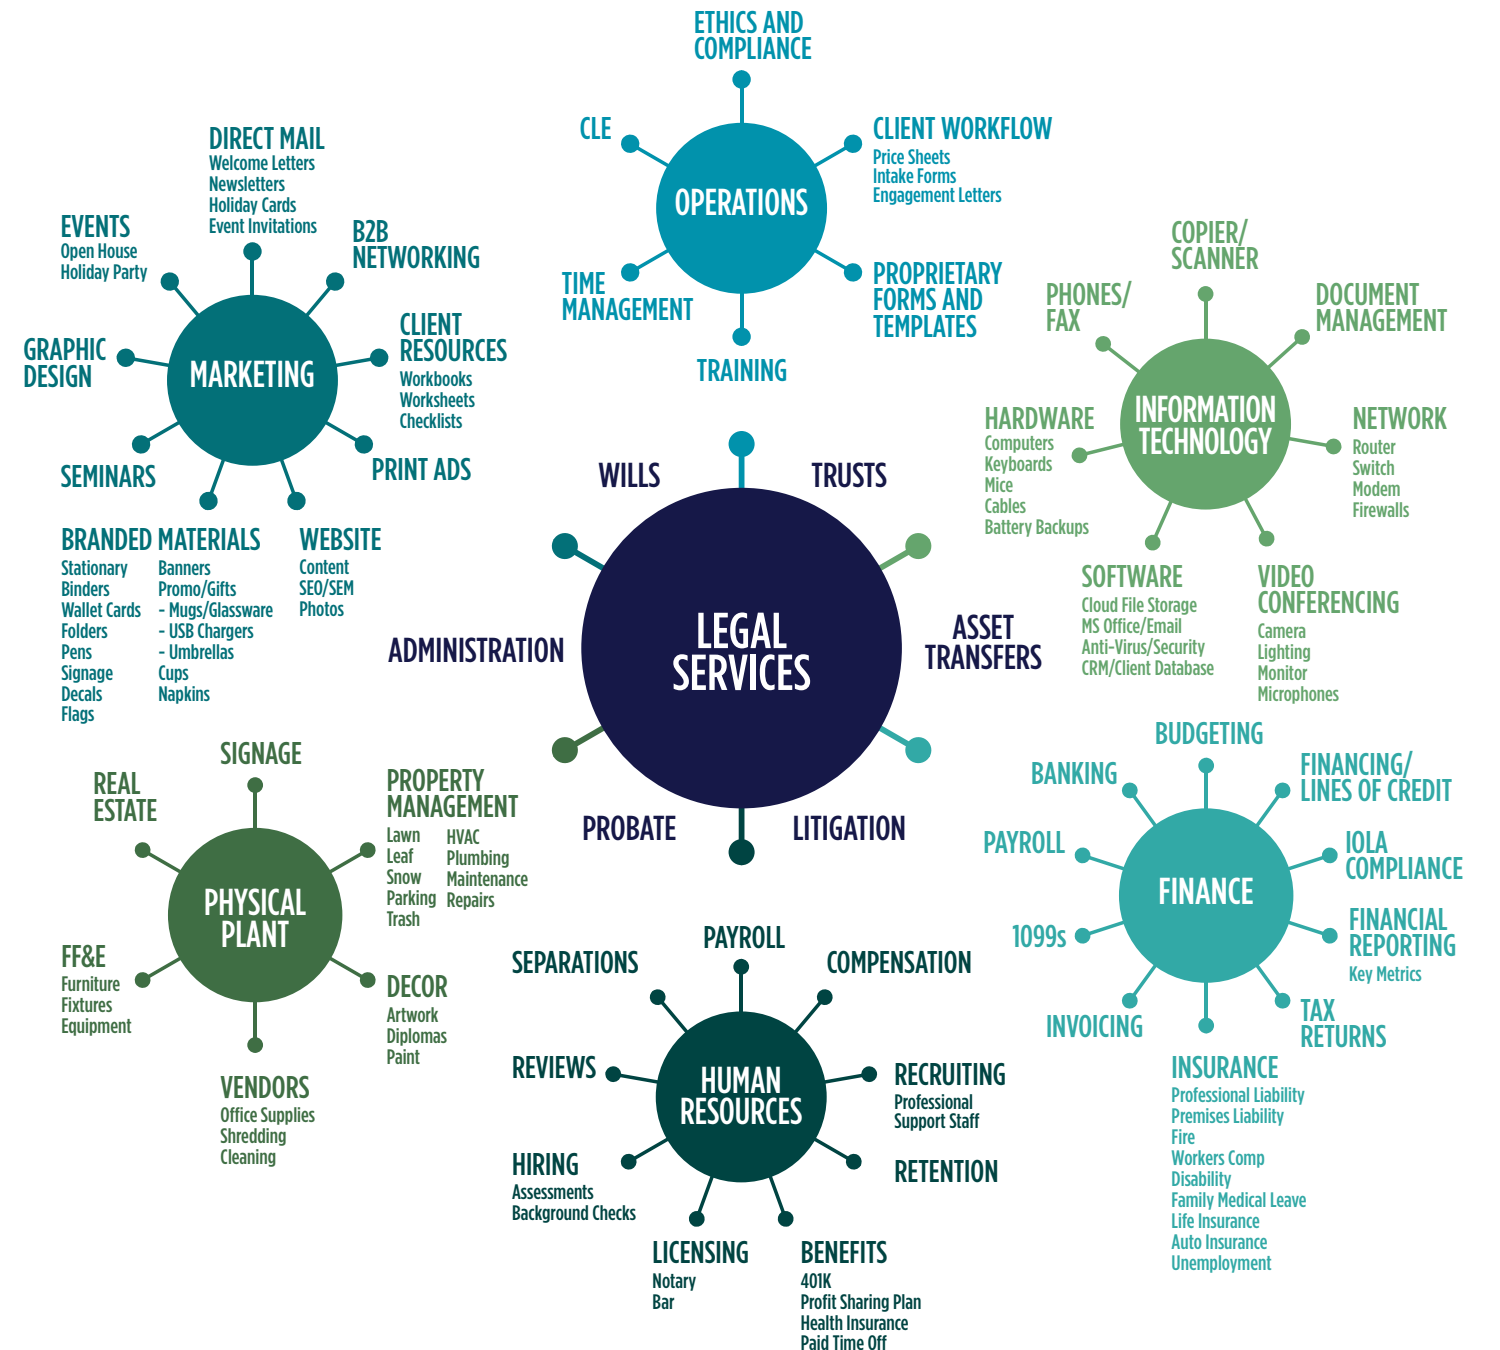 ETHICS AND
COMPLIANCE
CLE
CLIENT WORKFLOW
Price Sheets
Intake Forms
Engagement Letters
OPERATIONS
TIME
MANAGEMENT
PROPRIETARY
FORMS AND
TEMPLATES
TRAINING
DIRECT MAIL
Welcome Letters
Newsletters
Holiday Cards
Event Invitations
EVENTS
Open House
Holiday Party
B2B
NETWORKING
GRAPHIC
DESIGN
MARKETING
CLIENT
RESOURCES
Workbooks
Worksheets
Checklists
SEMINARS
PRINT ADS
BRANDED MATERIALS
Stationary
Binders
Wallet Cards
Folders
Pens
Signage
Decals
Flags
Banners
Promo/Gifts
- Mugs/Glassware
- USB Chargers
- Umbrellas
Cups
Napkins
WEBSITE
Content
SEO/SEM
Photos
COPIER/
SCANNER
PHONES/
FAX
DOCUMENT
MANAGEMENT
INFORMATION
TECHNOLOGY
HARDWARE
Computers
Keyboards
Mice
Cables
Battery Backups
NETWORK
Router
Switch
Modem
Firewalls
SOFTWARE
Cloud File Storage
MS Office/Email
Anti-Virus/Security
CRM/Client Database
VIDEO
CONFERENCING
Camera
Lighting
Monitor
Microphones
WILLS
TRUSTS
ADMINISTRATION
LEGAL
SERVICES
ASSET
TRANSFERS
PROBATE
LITIGATION
SIGNAGE
REAL
ESTATE
PROPERTY
MANAGEMENT
Lawn
Leaf
Snow
Parking
Trash
HVAC
Plumbing
Maintenance
Repairs
PHYSICAL
PLANT
FF&E
Furniture
Fixtures
Equipment
DECOR
Artwork
Diplomas
Paint
VENDORS
Office Supplies
Shredding
Cleaning
PAYROLL
SEPARATIONS
COMPENSATION
REVIEWS
HUMAN
RESOURCES
RECRUITING
Professional
Support Staff
HIRING
Assessments
Background Checks
RETENTION
LICENSING
Notary
Bar
BENEFITS
401K
Profit Sharing Plan
Health Insurance
Paid Time Off
BUDGETING
BANKING
FINANCING/
LINES OF CREDIT
PAYROLL
IOLA
COMPLIANCE
FINANCE
1099s
FINANCIAL
REPORTING
Key Metrics
INVOICING
TAX
RETURNS
INSURANCE
Professional Liability
Premises Liability
Fire
Workers Comp
Disability
Family Medical Leave
Life Insurance
Auto Insurance
Unemployment